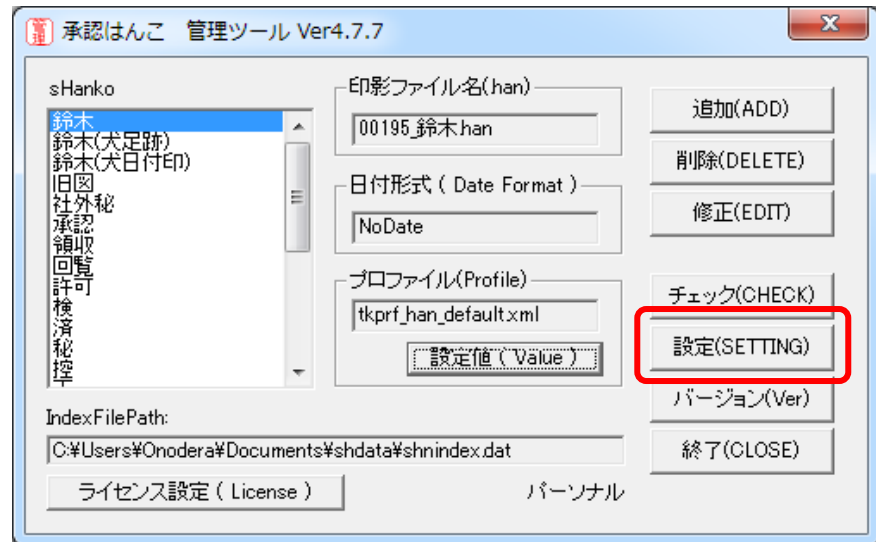 承認はんこ　管理ツール Ver4.7.7
sHanko
鈴木
鈴木(犬足跡)
鈴木(犬日付印)
旧図
社外秘
承認
領収
回覧
許可
検
済
秘
控
印影ファイル名(han)
00195_鈴木.han
日付形式 ( Date Format )
NoDate
プロファイル(Profile)
tkprf_han_default.xml
設定値 ( Value )
追加(ADD)
削除(DELETE)
修正(EDIT)
チェック(CHECK)
設定(SETTING)
バージョン(Ver)
終了(CLOSE)
IndexFilePath:
C:¥Users¥Onodera¥Documents¥shdata¥shnindex.dat
ライセンス設定 ( License )
パーソナル